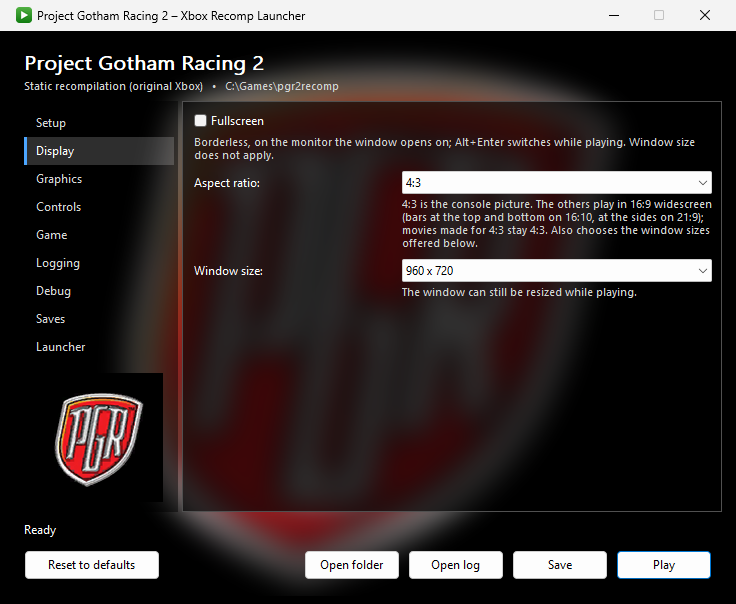 Project Gotham Racing 2 – Xbox Recomp Launcher
Project Gotham Racing 2
Static recompilation (original Xbox) • C:\Games\pgr2recomp
Setup
Display
Graphics
Controls
Game
Logging
Debug
Saves
Launcher
PGR
Fullscreen
Borderless, on the monitor the window opens on; Alt+Enter switches while playing. Window size
does not apply.
Aspect ratio:
4:3
4:3 is the console picture. The others play in 16:9 widescreen
(bars at the top and bottom on 16:10, at the sides on 21:9);
movies made for 4:3 stay 4:3. Also chooses the window sizes
offered below.
Window size:
960 x 720
The window can still be resized while playing.
Ready
Reset to defaults
Open folder
Open log
Save
Play